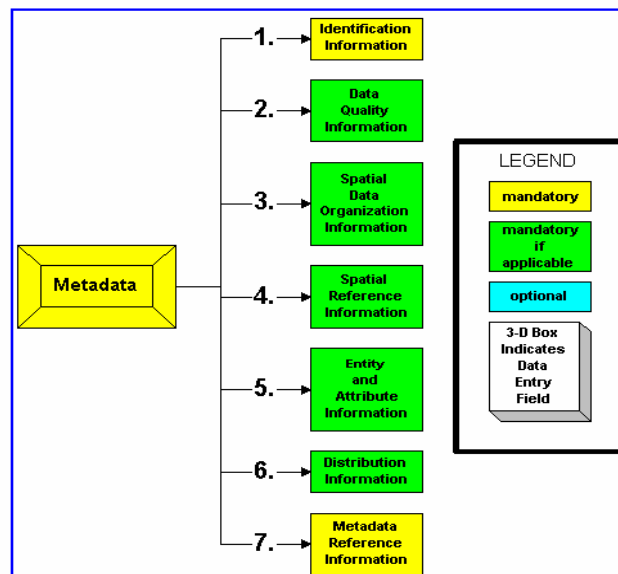 Metadata
1.
Identification
Information
2.
Data
Quality
Information
3.
Spatial
Data
Organization
Information
4.
Spatial
Reference
Information
5.
Entity
and
Attribute
Information
6.
Distribution
Information
7.
Metadata
Reference
Information
LEGEND
mandatory
mandatory
if
applicable
optional
3-D Box
Indicates
Data
Entry
Field